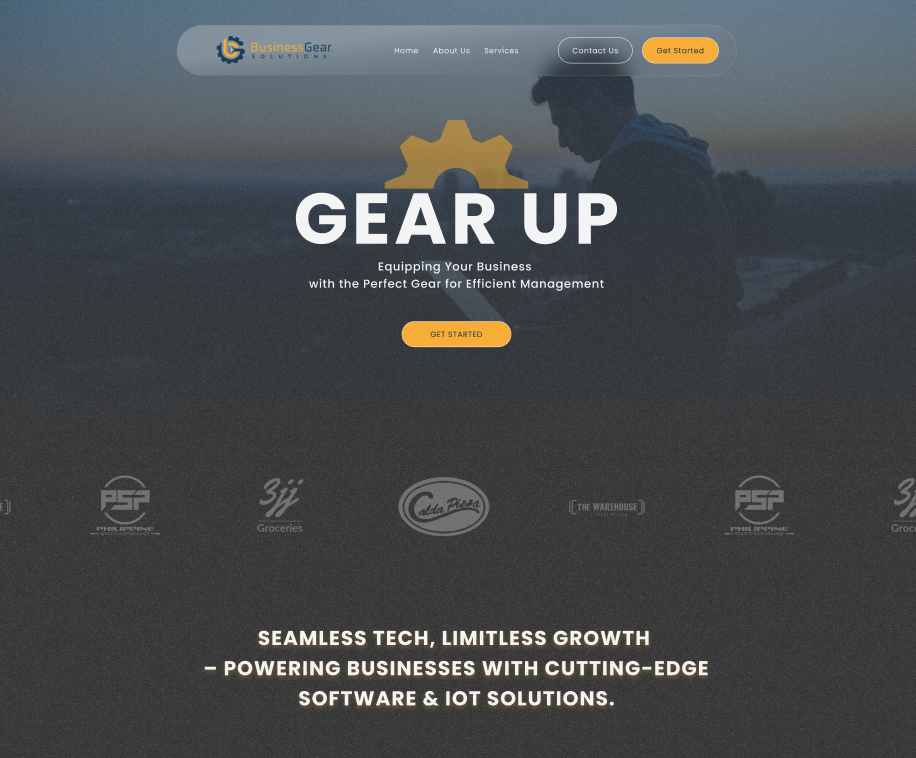 BusinessGear
SOLUTIONS
Home
About Us
Services
Contact Us
Get Started
GEAR UP
Equipping Your Business
with the Perfect Gear for Efficient Management
GET STARTED
PSP
PHILIPPINE
3jj
Groceries
Calda Pizza
[THE WAREHOUSE]
PSP
PHILIPPINE
SEAMLESS TECH, LIMITLESS GROWTH
– POWERING BUSINESSES WITH CUTTING-EDGE
SOFTWARE & IOT SOLUTIONS.